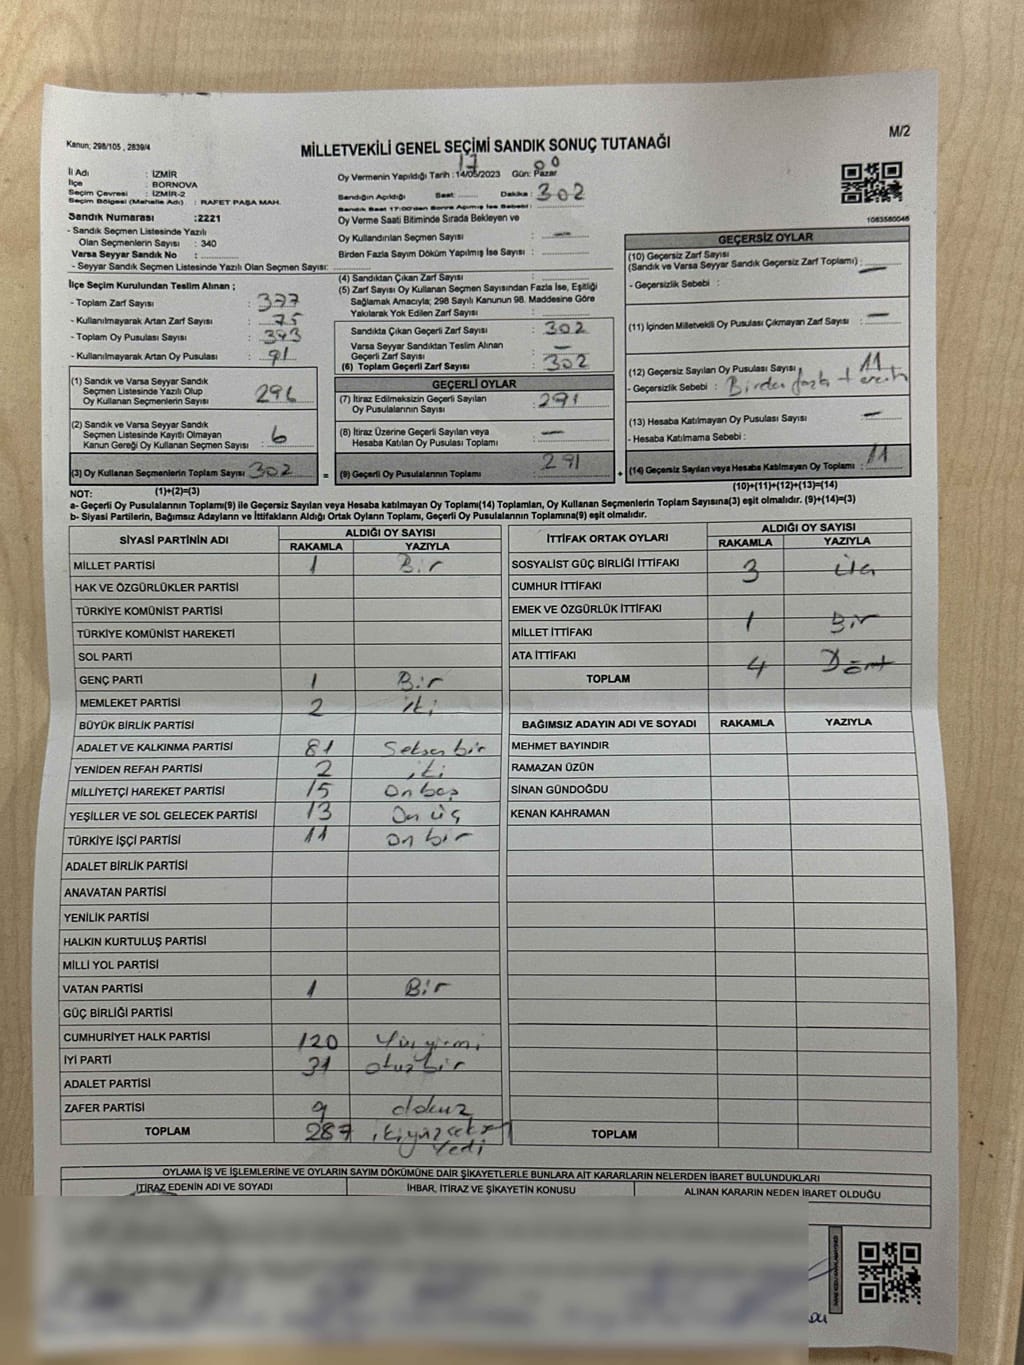 Kanun; 298/105 , 2839/4
MİLLETVEKİLİ GENEL SEÇİMİ SANDIK SONUÇ TUTANAĞI
M/2
İl Adı : İZMİR
İlçe : BORNOVA
Seçim Çevresi : İZMİR-2
Seçim Bölgesi (Mahalle Adı) : RAFET PAŞA MAH.
Sandık Numarası :2221
- Sandık Seçmen Listesinde Yazılı
Olan Seçmenlerin Sayısı : 340
Varsa Seyyar Sandık No :
- Seyyar Sandık Seçmen Listesinde Yazılı Olan Seçmen Sayısı:
Oy Vermenin Yapıldığı Tarih : 14/05/2023 Gün: Pazar
Sandığın Açıldığı Saat: 17 Dakika : 00
Sandık Saat 17:00'den Sonra Açılmış İse Sebebi :
Oy Verme Saati Bitiminde Sırada Bekleyen ve
Oy Kullandırılan Seçmen Sayısı : —
Birden Fazla Sayım Döküm Yapılmış İse Sayısı :
302
1083580046
İlçe Seçim Kurulundan Teslim Alınan ;
- Toplam Zarf Sayısı : 377
- Kullanılmayarak Artan Zarf Sayısı : 75
- Toplam Oy Pusulası Sayısı : 393
- Kullanılmayarak Artan Oy Pusulası : 91
(1) Sandık ve Varsa Seyyar Sandık
Seçmen Listesinde Yazılı Olup
Oy Kullanan Seçmenlerin Sayısı : 296
(2) Sandık ve Varsa Seyyar Sandık
Seçmen Listesinde Kayıtlı Olmayan
Kanun Gereği Oy Kullanan Seçmen Sayısı : 6
(3) Oy Kullanan Seçmenlerin Toplam Sayısı 302
(1)+(2)=(3)
(4) Sandıktan Çıkan Zarf Sayısı :
(5) Zarf Sayısı Oy Kullanan Seçmen Sayısından Fazla İse, Eşitliği
Sağlamak Amacıyla; 298 Sayılı Kanunun 98. Maddesine Göre
Yakılarak Yok Edilen Zarf Sayısı :
Sandıkta Çıkan Geçerli Zarf Sayısı : 302
Varsa Seyyar Sandıktan Teslim Alınan
Geçerli Zarf Sayısı : —
(6) Toplam Geçerli Zarf Sayısı : 302
GEÇERLİ OYLAR
(7) İtiraz Edilmeksizin Geçerli Sayılan
Oy Pusulasının Sayısı : 291
(8) İtiraz Üzerine Geçerli Sayılan veya
Hesaba Katılan Oy Pusulası Toplamı : —
= (9) Geçerli Oy Pusulalarının Toplamı 291
GEÇERSİZ OYLAR
(10) Geçersiz Zarf Sayısı
(Sandık ve Varsa Seyyar Sandık Geçersiz Zarf Toplamı) : —
- Geçersizlik Sebebi :
(11) İçinden Milletvekili Oy Pusulası Çıkmayan Zarf Sayısı : —
(12) Geçersiz Sayılan Oy Pusulası Sayısı : 11
- Geçersizlik Sebebi : Birden fazla
(13) Hesaba Katılmayan Oy Pusulası Sayısı : —
- Hesaba Katılmama Sebebi :
+ (14) Geçersiz Sayılan veya Hesaba Katılmayan Oy Toplamı : 11
(10)+(11)+(12)+(13)=(14)
NOT:
a- Geçerli Oy Pusulalarının Toplamı(9) ile Geçersiz Sayılan veya Hesaba katılmayan Oy Toplamı(14) Toplamları, Oy Kullanan Seçmenlerin Toplam Sayısına(3) eşit olmalıdır. (9)+(14)=(3)
b- Siyasi Partilerin, Bağımsız Adayların ve İttifakların Aldığı Ortak Oyların Toplamı, Geçerli Oy Pusulalarının Toplamına(9) eşit olmalıdır.
SİYASİ PARTİNİN ADI ALDIĞI OY SAYISI
RAKAMLA YAZIYLA
MİLLET PARTİSİ 1 Bir
HAK VE ÖZGÜRLÜKLER PARTİSİ
TÜRKİYE KOMÜNİST PARTİSİ
TÜRKİYE KOMÜNİST HAREKETİ
SOL PARTİ
GENÇ PARTİ 1 Bir
MEMLEKET PARTİSİ 2 iki
BÜYÜK BİRLİK PARTİSİ
ADALET VE KALKINMA PARTİSİ 81 Seksen bir
YENİDEN REFAH PARTİSİ 2 iki
MİLLİYETÇİ HAREKET PARTİSİ 15 On beş
YEŞİLLER VE SOL GELECEK PARTİSİ 13 On üç
TÜRKİYE İŞÇİ PARTİSİ 11 On bir
ADALET BİRLİK PARTİSİ
ANAVATAN PARTİSİ
YENİLİK PARTİSİ
HALKIN KURTULUŞ PARTİSİ
MİLLİ YOL PARTİSİ
VATAN PARTİSİ 1 Bir
GÜÇ BİRLİĞİ PARTİSİ
CUMHURİYET HALK PARTİSİ 120 Yüz yirmi
İYİ PARTİ 31 otuz bir
ADALET PARTİSİ
ZAFER PARTİSİ 9 dokuz
TOPLAM 287 ikiyüzseksen
yedi
İTTİFAK ORTAK OYLARI ALDIĞI OY SAYISI
RAKAMLA YAZIYLA
SOSYALİST GÜÇ BİRLİĞİ İTTİFAKI
CUMHUR İTTİFAKI 3 üç
EMEK VE ÖZGÜRLÜK İTTİFAKI
MİLLET İTTİFAKI 1 Bir
ATA İTTİFAKI
TOPLAM 4 Dört
BAĞIMSIZ ADAYIN ADI VE SOYADI RAKAMLA YAZIYLA
MEHMET BAYINDIR
RAMAZAN ÜZÜN
SİNAN GÜNDOĞDU
KENAN KAHRAMAN
TOPLAM
OYLAMA İŞ VE İŞLEMLERİNE VE OYLARIN SAYIM DÖKÜMÜNE DAİR ŞİKAYETLERLE BUNLARA AİT KARARLARIN NELERDEN İBARET BULUNDUKLARI
İTİRAZ EDENİN ADI VE SOYADI İHBAR, İTİRAZ VE ŞİKAYETİN KONUSU ALINAN KARARIN NEDEN İBARET OLDUĞU